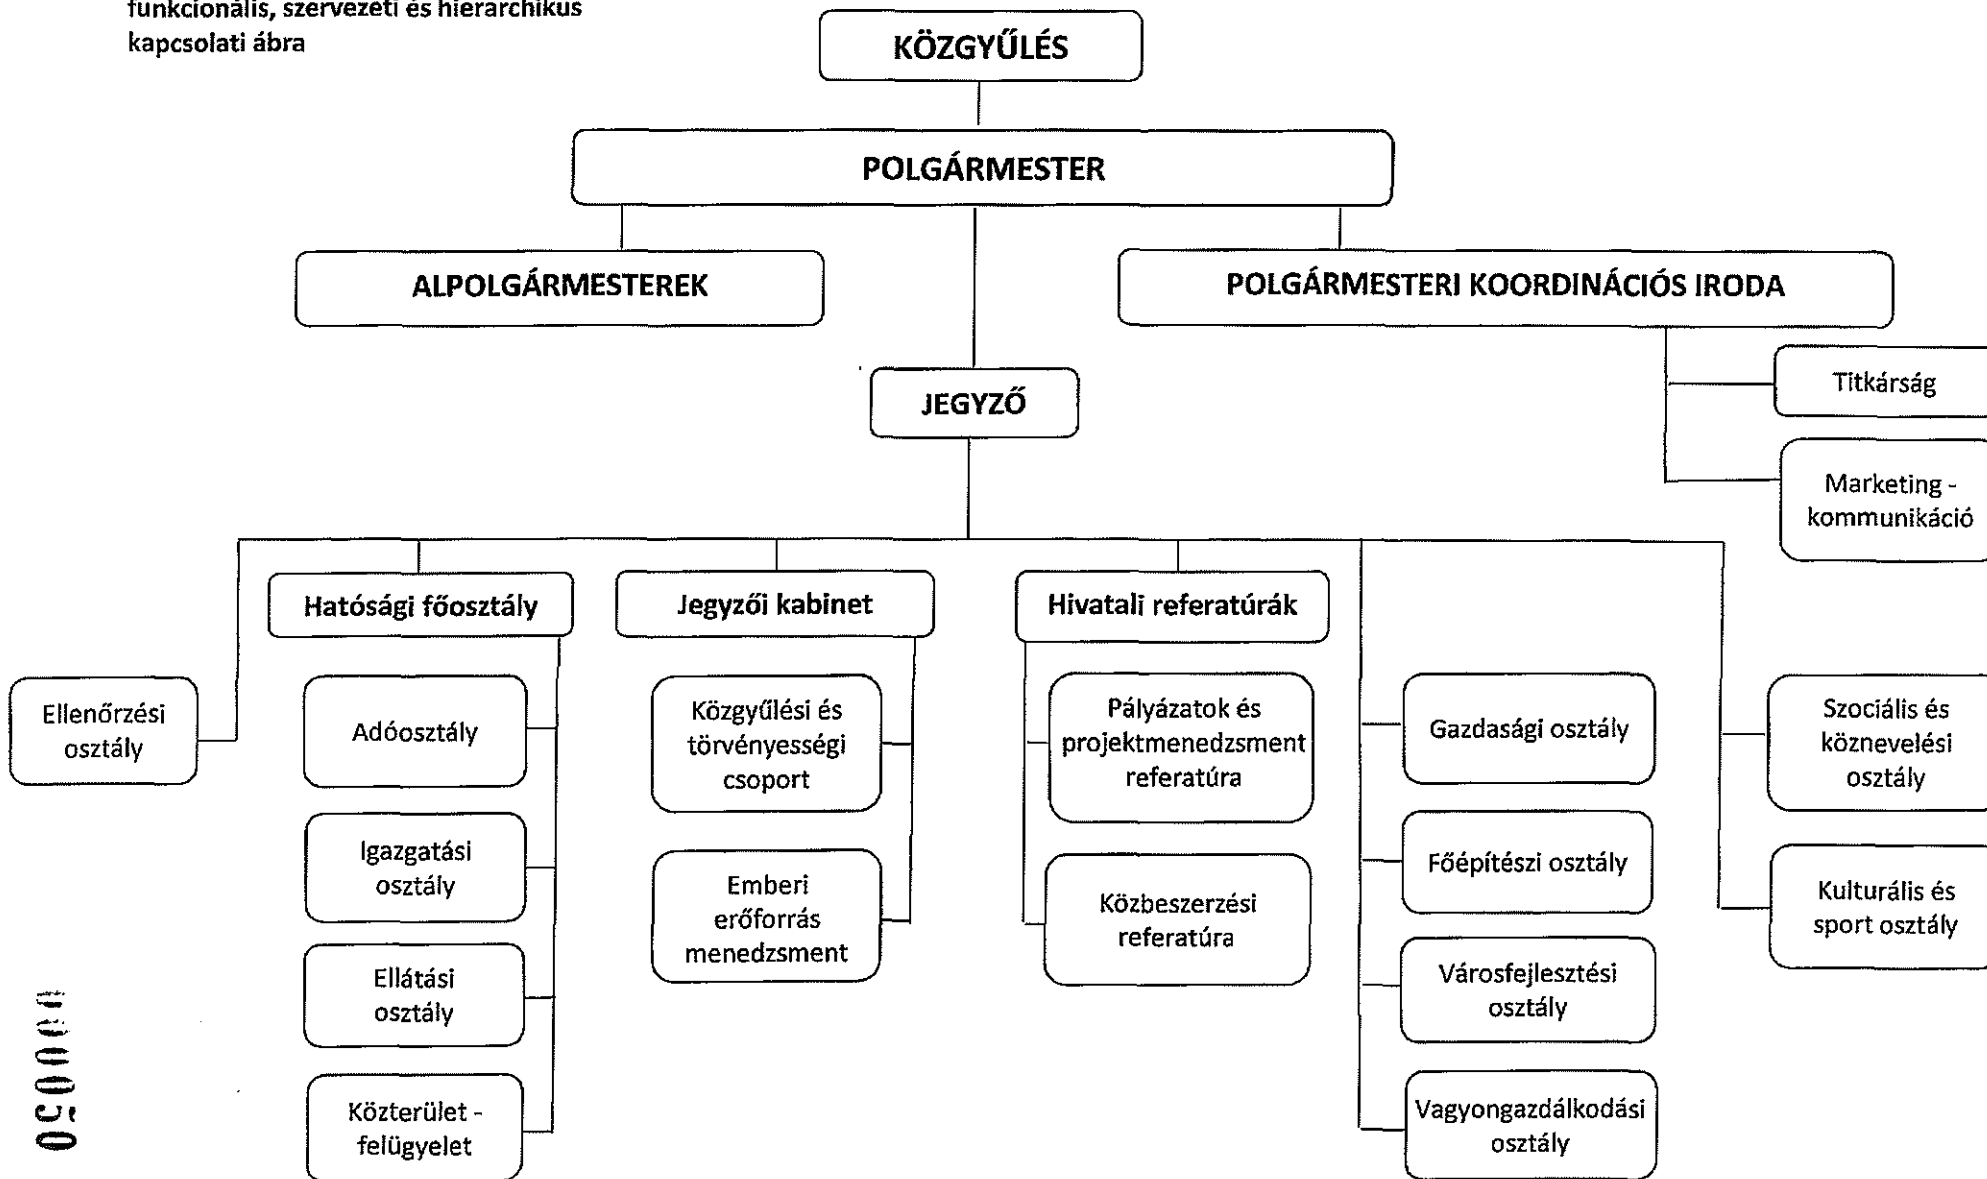 funkcionális, szervezeti és hierarchikus
kapcsolati ábra
KÖZGYŰLÉS
POLGÁRMESTER
ALPOLGÁRMESTEREK
POLGÁRMESTERI KOORDINÁCIÓS IRODA
Titkárság
JEGYZŐ
Marketing -
kommunikáció
Hatósági főosztály
Jegyzői kabinet
Hivatali referatúrák
Ellenőrzési
osztály
Adóosztály
Igazgatási
osztály
Ellátási
osztály
Közterület -
felügyelet
Közgyűlési és
törvényességi
csoport
Emberi
erőforrás
menedzsment
Pályázatok és
projektmenedzsment
referatúra
Közbeszerzési
referatúra
Gazdasági osztály
Főépítészi osztály
Városfejlesztési
osztály
Vagyongazdálkodási
osztály
Szociális és
köznevelési
osztály
Kulturális és
sport osztály
000050